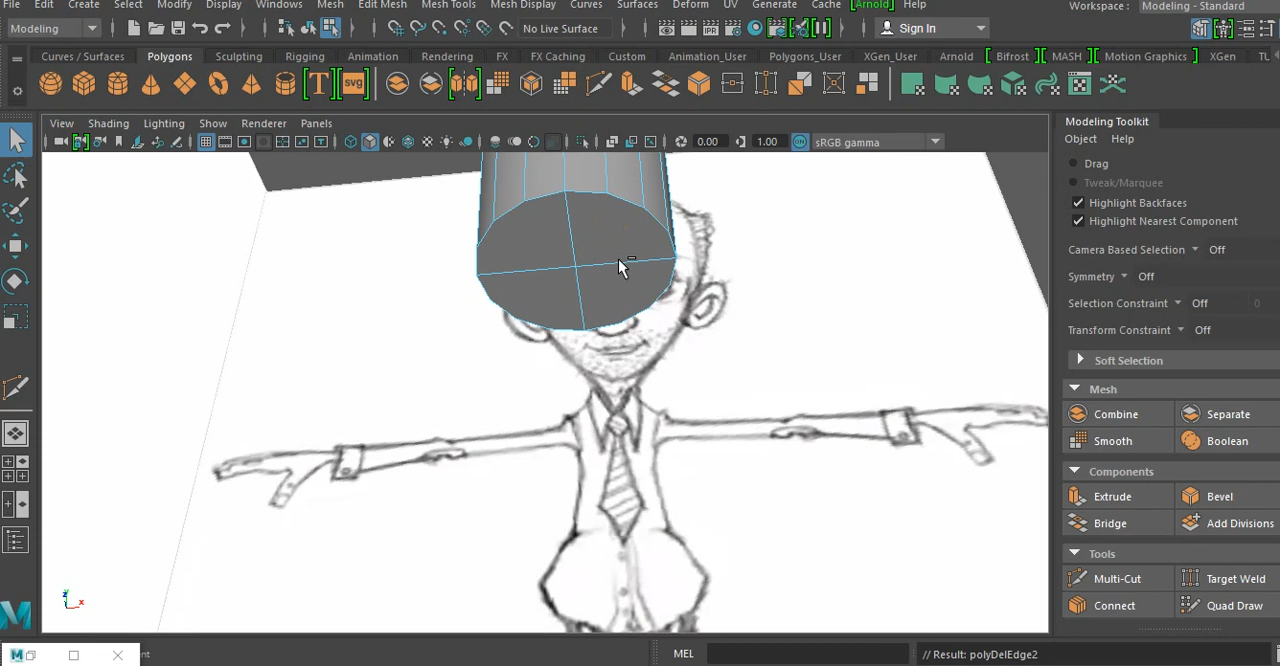 File Edit Create Select Modify Display Windows Mesh Edit Mesh Mesh Tools Mesh Display Curves Surfaces Deform UV Generate Cache Arnold Help Workspace : Modeling - Standard
Modeling No Live Surface Sign In
Curves / Surfaces Polygons Sculpting Rigging Animation Rendering FX FX Caching Custom Animation_User Polygons_User XGen_User Arnold Bifrost MASH Motion Graphics XGen
T SVG IPR
View Shading Lighting Show Renderer Panels
0.00 1.00 sRGB gamma
Modeling Toolkit
Object Help
Drag
Tweak/Marquee
Highlight Backfaces
Highlight Nearest Component
Camera Based Selection Off
Symmetry Off
Selection Constraint Off 0
Transform Constraint Off
Soft Selection
Mesh
Combine Separate
Smooth Boolean
Components
Extrude Bevel
Bridge Add Divisions
Tools
Multi-Cut Target Weld
Connect Quad Draw
z x
M MEL // Result: polyDelEdge2